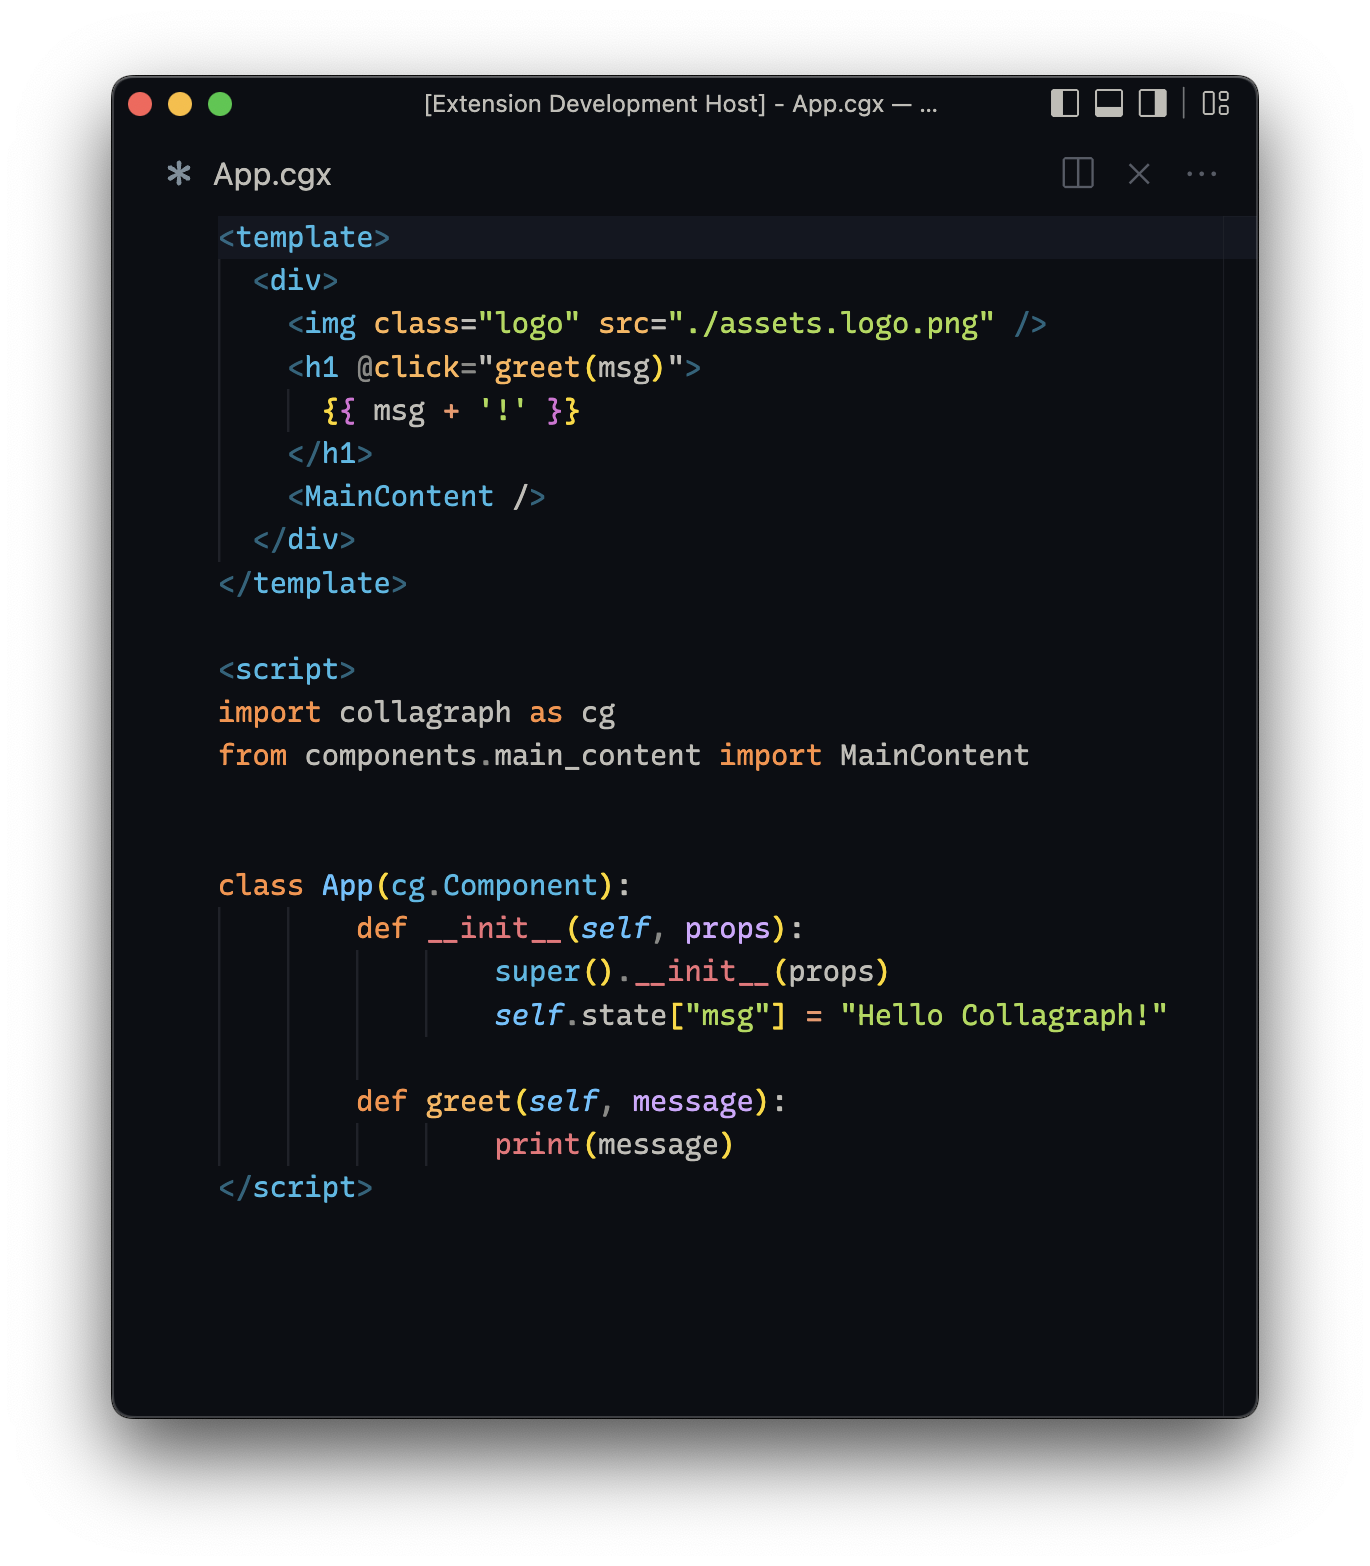 [Extension Development Host] - App.cgx — ...
App.cgx
<template>
  <div>
    <img class="logo" src="./assets.logo.png" />
    <h1 @click="greet(msg)">
      {{ msg + '!' }}
    </h1>
    <MainContent />
  </div>
</template>

<script>
import collagraph as cg
from components.main_content import MainContent


class App(cg.Component):
        def __init__(self, props):
                super().__init__(props)
                self.state["msg"] = "Hello Collagraph!"

        def greet(self, message):
                print(message)
</script>